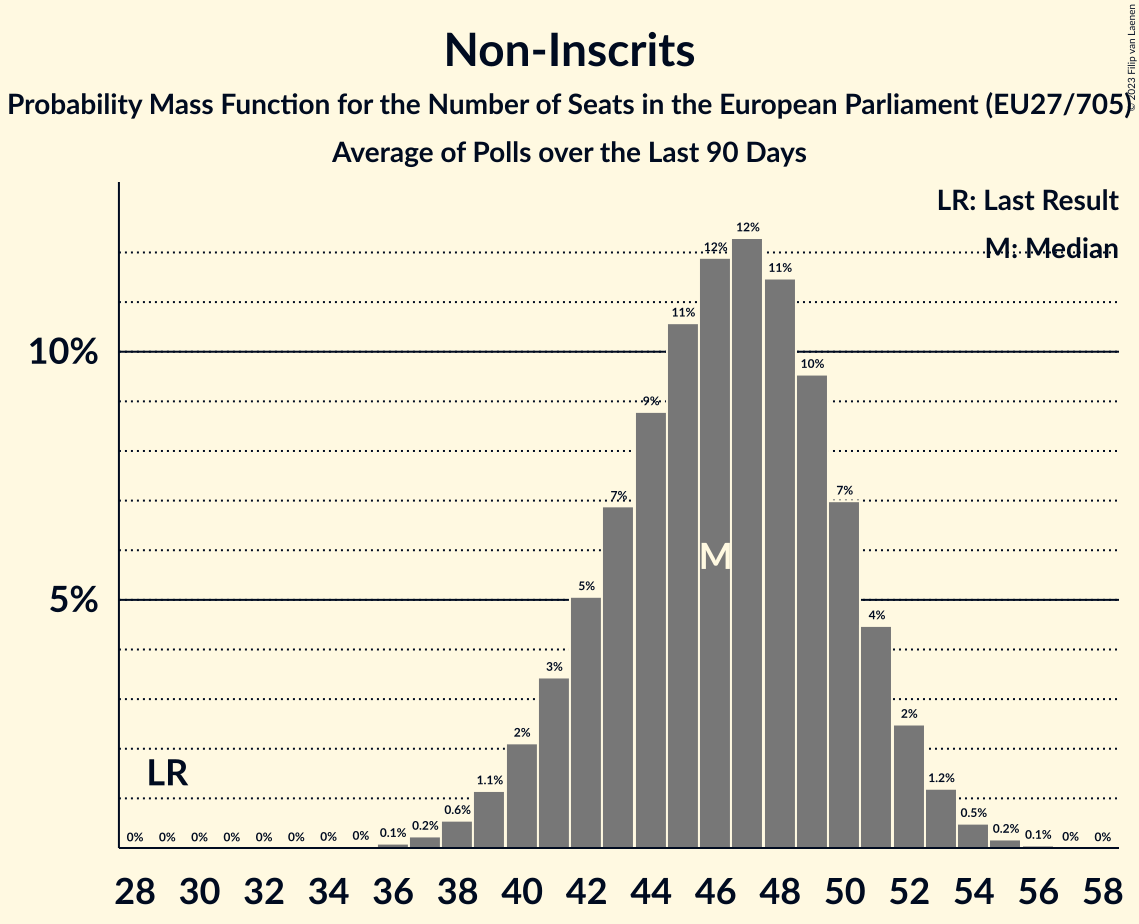 Non-Inscrits
Probability Mass Function for the Number of Seats in the European Parliament (EU27/705)
Average of Polls over the Last 90 Days
© 2023 Filip van Laenen
LR: Last Result
M: Median
10%
5%
0% 0% 0% 0% 0% 0% 0% 0% 0.1% 0.2% 0.6% 1.1% 2% 3% 5% 7% 9% 11% 12% 12% 11% 10% 7% 4% 2% 1.2% 0.5% 0.2% 0.1% 0% 0%
M
LR
28 30 32 34 36 38 40 42 44 46 48 50 52 54 56 58